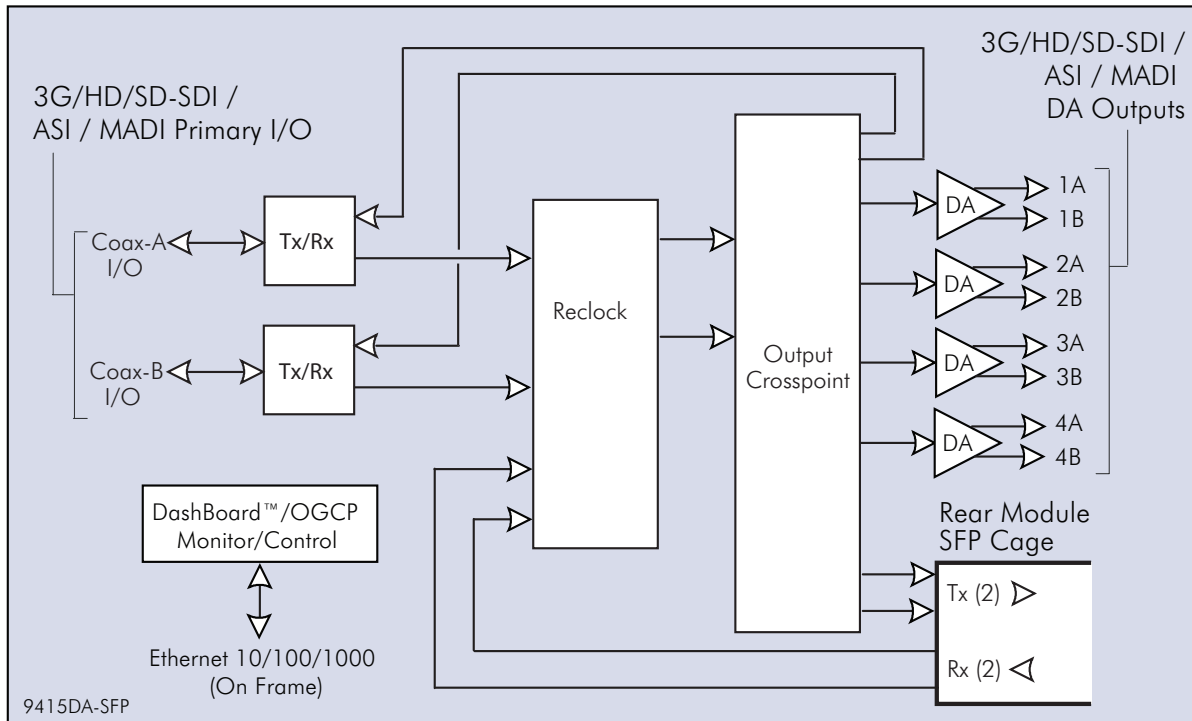 3G/HD/SD-SDI /
ASI / MADI Primary I/O
3G/HD/SD-SDI /
ASI / MADI
DA Outputs
Coax-A
I/O
Tx/Rx
Coax-B
I/O
Tx/Rx
Reclock
Output
Crosspoint
DA
1A
1B
DA
2A
2B
DA
3A
3B
DA
4A
4B
DashBoard™/OGCP
Monitor/Control
Ethernet 10/100/1000
(On Frame)
Rear Module
SFP Cage
Tx (2)
Rx (2)
9415DA-SFP